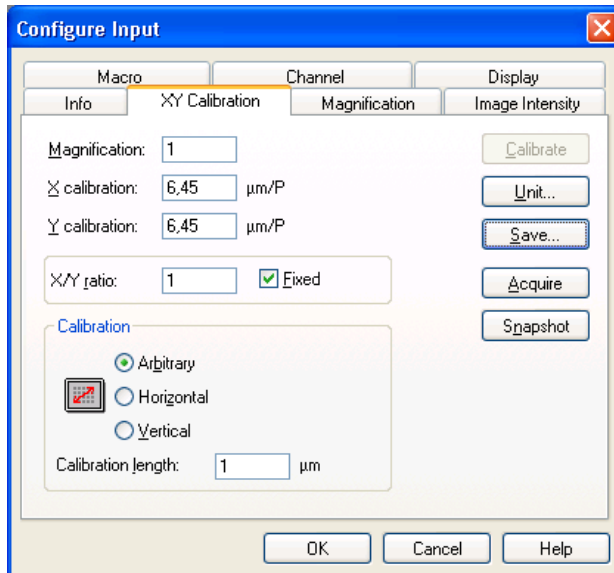 Configure Input
Macro Channel Display
Info XY Calibration Magnification Image Intensity
Magnification: 1 Calibrate
X calibration: 6,45 µm/P Unit...
Y calibration: 6,45 µm/P Save...
X/Y ratio: 1 Fixed Acquire
Snapshot
Calibration
Arbitrary
Horizontal
Vertical
Calibration length: 1 µm
OK Cancel Help